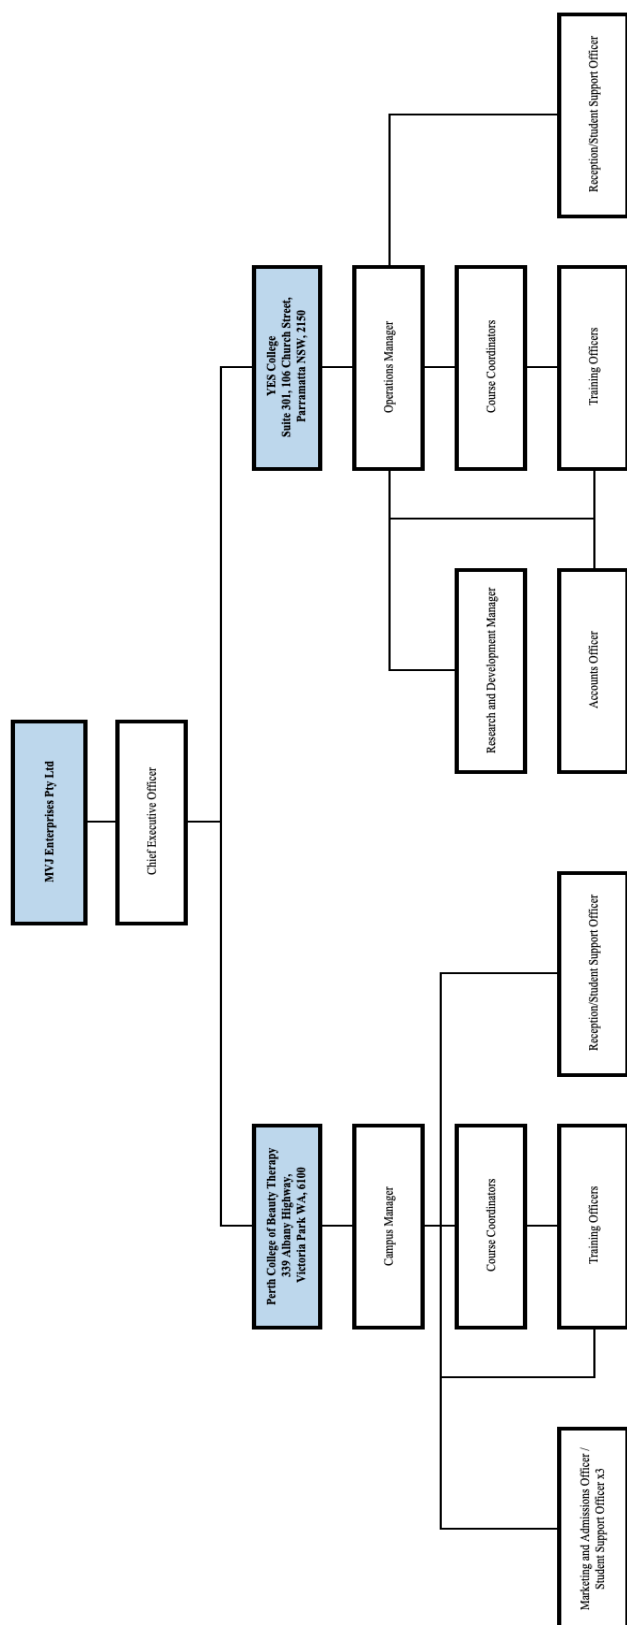 MVJ Enterprises Pty Ltd
Chief Executive Officer
Perth College of Beauty Therapy
339 Albany Highway,
Victoria Park WA, 6100
YES College
Suite 301, 106 Church Street,
Parramatta NSW, 2150
Campus Manager
Operations Manager
Course Coordinators
Research and Development Manager
Course Coordinators
Marketing and Admissions Officer /
Student Support Officer x3
Training Officers
Reception/Student Support Officer
Accounts Officer
Training Officers
Reception/Student Support Officer